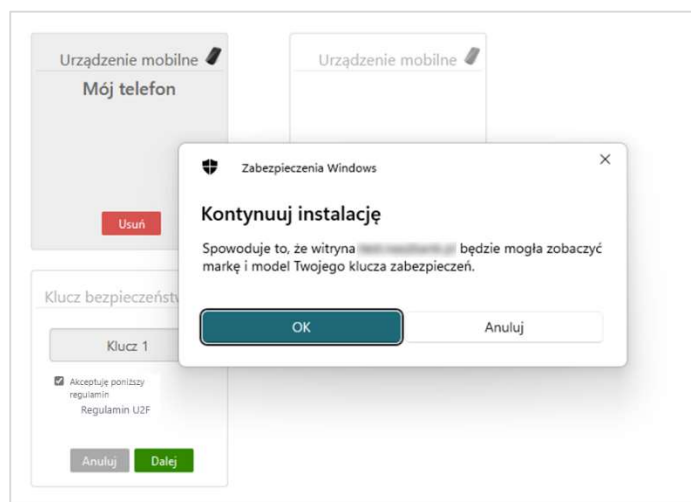 Urządzenie mobilne
Mój telefon
Usuń
Urządzenie mobilne
Zabezpieczenia Windows
Kontynuuj instalację
Spowoduje to, że witryna będzie mogła zobaczyć
markę i model Twojego klucza zabezpieczeń.
OK
Anuluj
Klucz bezpieczeństw
Klucz 1
Akceptuję poniższy
regulamin
Regulamin U2F
Anuluj
Dalej